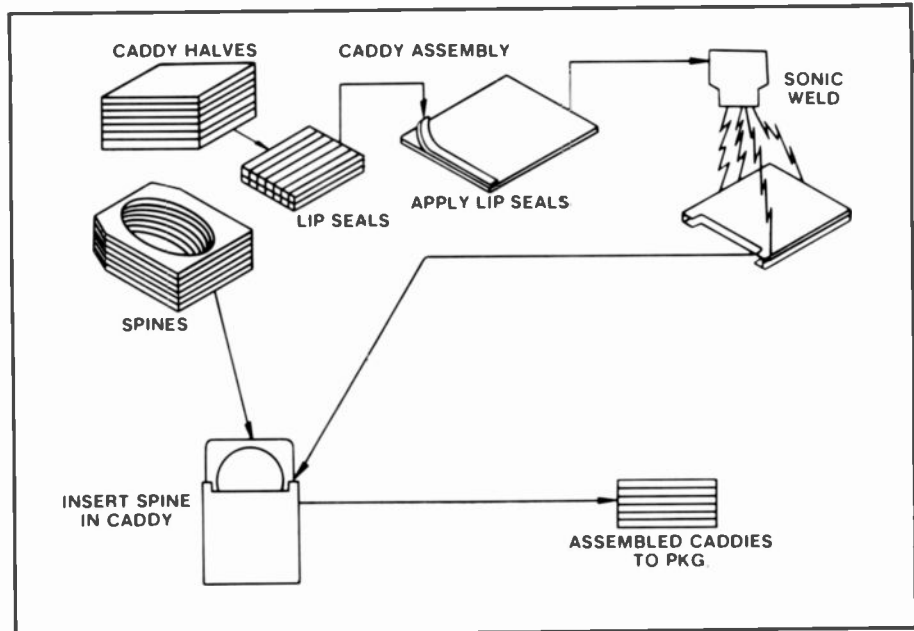 CADDY HALVES
CADDY ASSEMBLY
SONIC
WELD
LIP SEALS
APPLY LIP SEALS
SPINES
INSERT SPINE
IN CADDY
ASSEMBLED CADDIES
TO PKG.